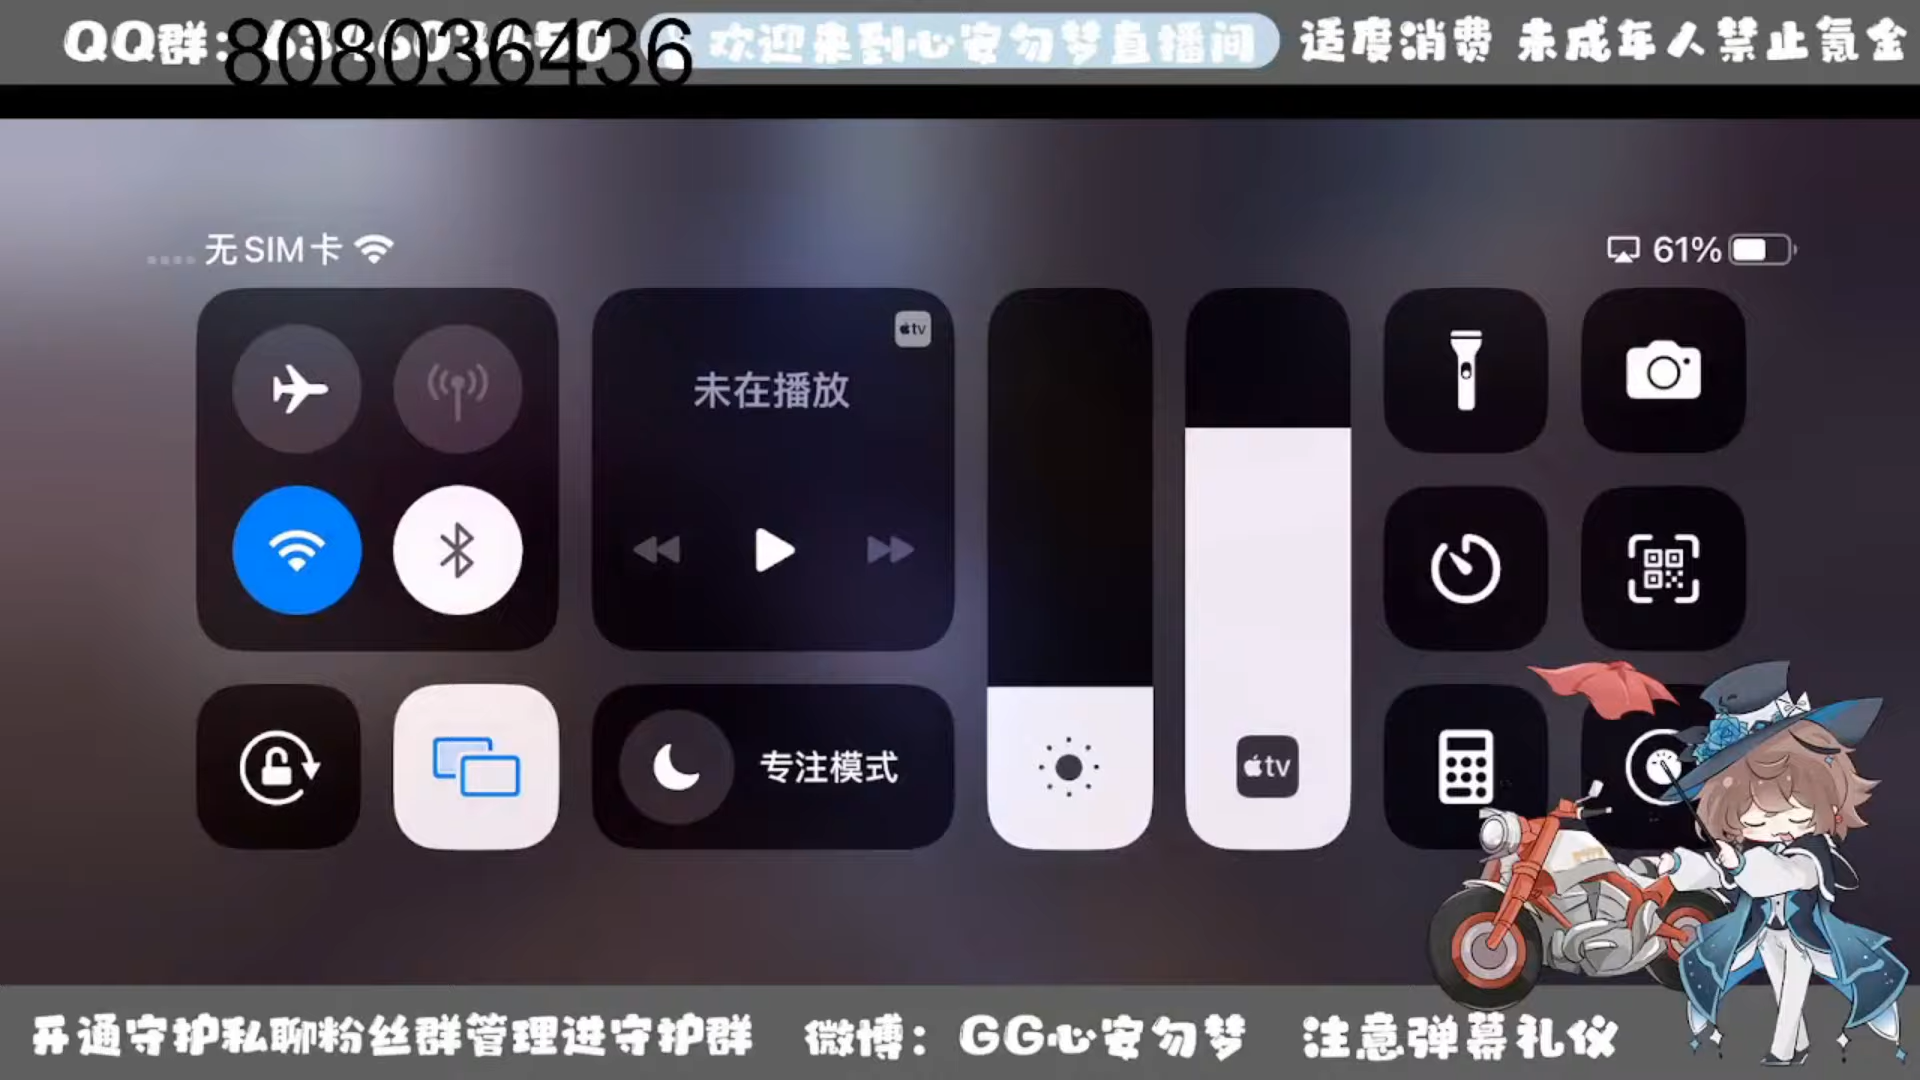 QQ群:
808036436
欢迎来到心安勿梦直播间
适度消费 未成年人禁止氪金
无SIM卡
61%
tv
未在播放
专注模式
tv
开通守护私聊粉丝群管理进守护群 微博：GG心安勿梦 注意弹幕礼仪